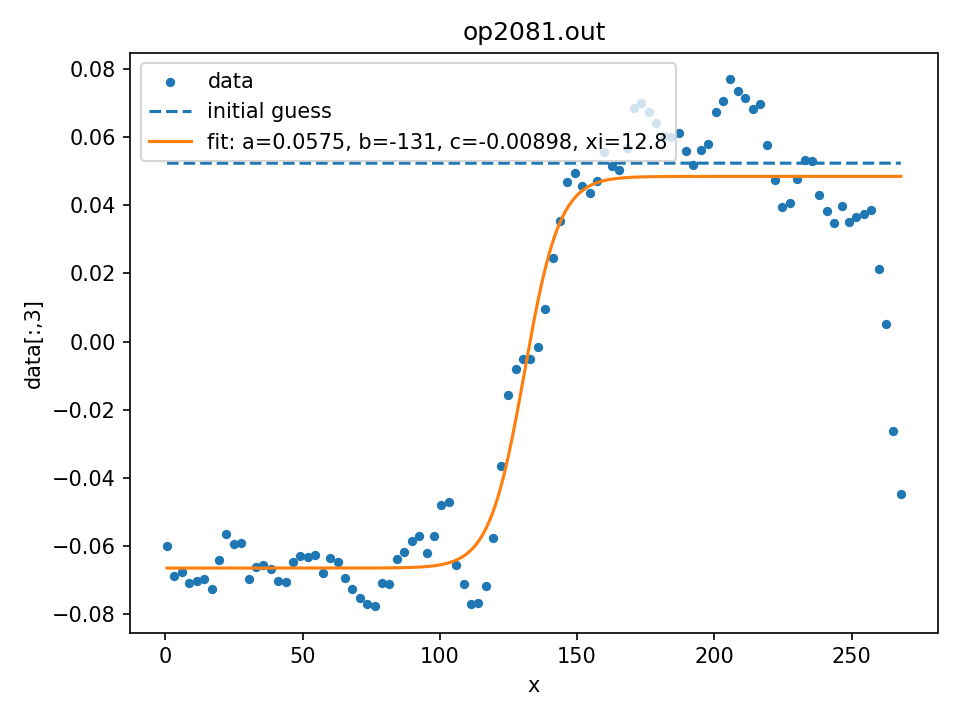 op2081.out
data
initial guess
fit: a=0.0575, b=-131, c=-0.00898, xi=12.8
0.08
0.06
0.04
0.02
0.00
−0.02
−0.04
−0.06
−0.08
data[:,3]
0 50 100 150 200 250
x